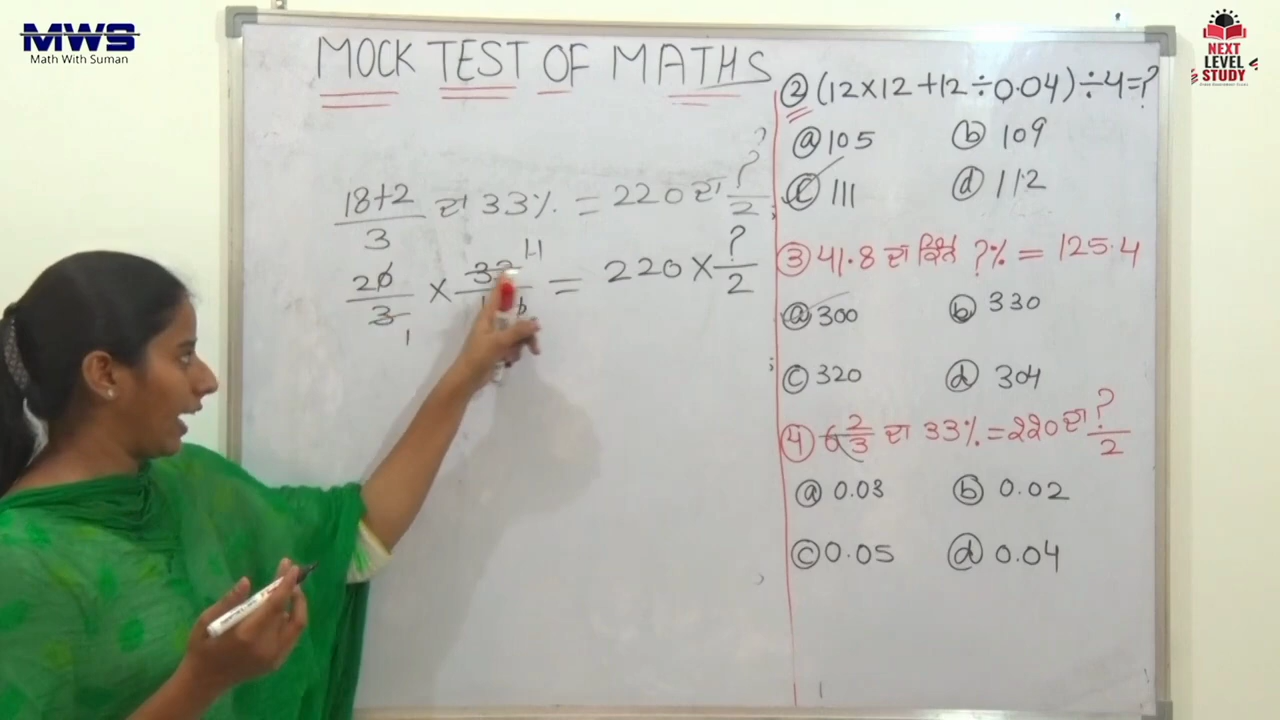 MWS
Math With Suman
NEXT
LEVEL
STUDY
MOCK TEST OF MATHS
18+2/3 ਦਾ 33% = 220 ਦਾ ?/2
20/3 × 33/ = 220 × ?/2
11
1
② (12×12 +12÷0.04) ÷4=?
ⓐ 105 ⓑ 109
ⓒ 111 ⓓ 112
③ 41.8 ਦਾ ਕਿੰਨੇ ?% = 125.4
ⓐ 300 ⓑ 330
ⓒ 320 ⓓ 304
④ 6 2/3 ਦਾ 33% = 220 ਦਾ ?/2
ⓐ 0.03 ⓑ 0.02
ⓒ 0.05 ⓓ 0.04